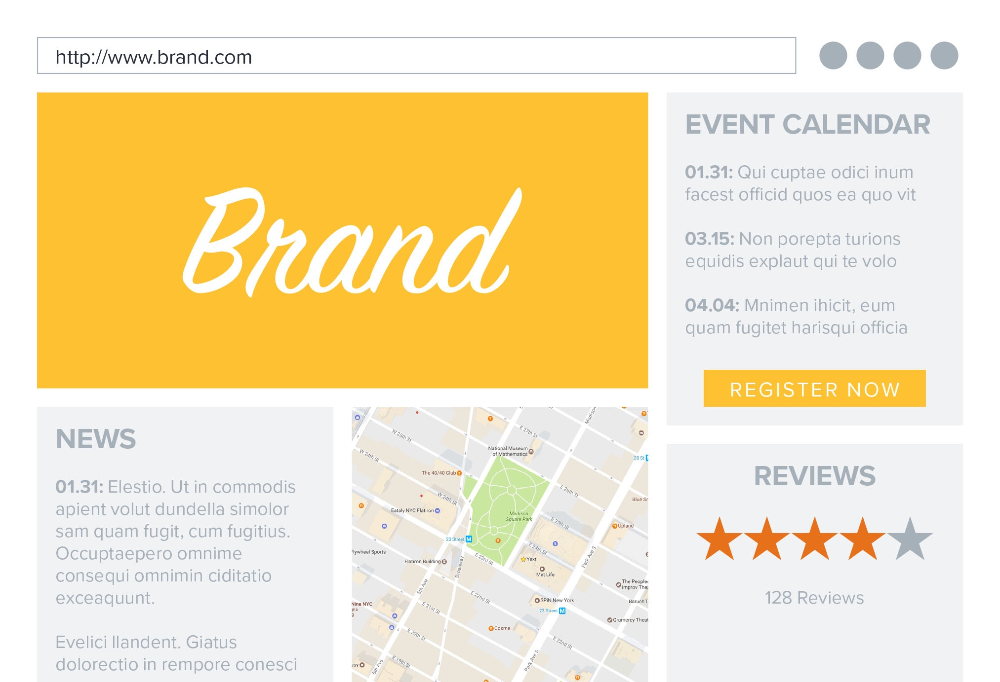 http://www.brand.com
Brand
EVENT CALENDAR
01.31: Qui cuptae odici inum
facest officid quos ea quo vit
03.15: Non porepta turions
equidis explaut qui te volo
04.04: Mnimen ihicit, eum
quam fugitet harisqui officia
REGISTER NOW
NEWS
01.31: Elestio. Ut in commodis
apient volut dundella simolor
sam quam fugit, cum fugitius.
Occuptaepero omnime
consequi omnimin ciditatio
exceaquunt.
Evelici llandent. Giatus
dolorectio in rempore conesci
Madison
E 27th St
W 25th St
National Museum
of Mathematics
W 24th St
28 St
The 40/40 Club
E 26th St
W 24th St
Blue
Eataly NYC Flatiron
Madison
Square Park
E 25th St
Upland
23 Street M
E 24th St
Flywheel Sports
Park Ave S
E 23rd St
Yext
Flatiron Building
Broadway
Met Life
The Peoples
Improv
5th Ave
E 22nd St
SPiN New York
Baruch
Nine NYC
E 21st St
23 Street M
Gramercy
Cosme
E 20th St
E 22nd St
E 19th St
5th Ave
Park Ave S
REVIEWS
128 Reviews